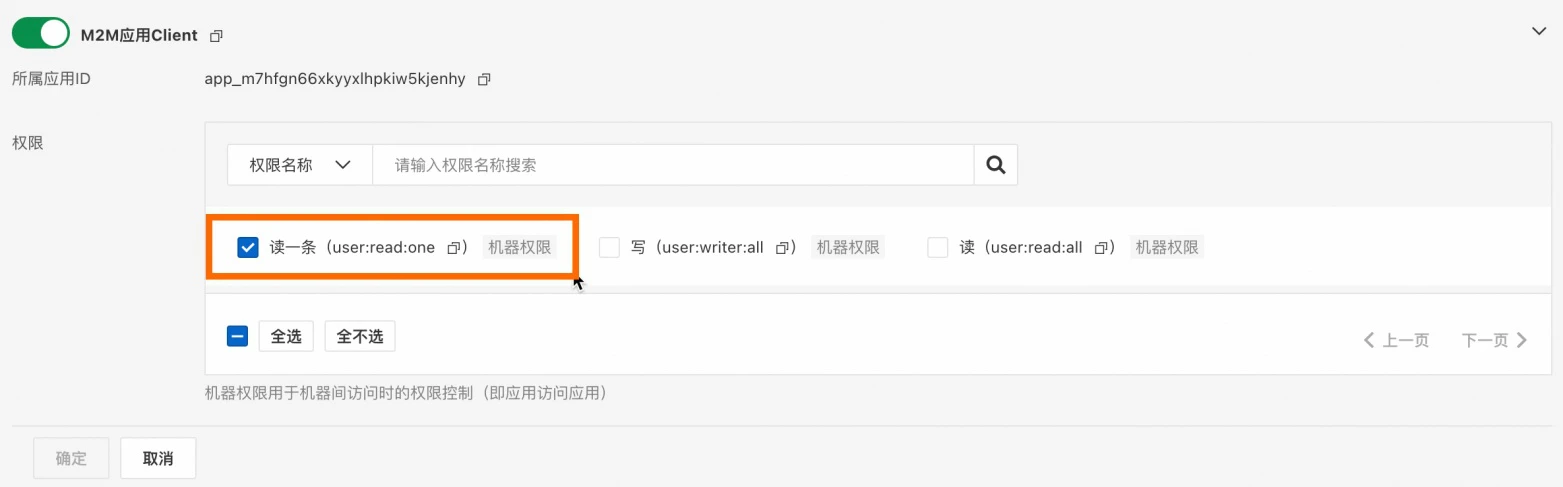 M2M应用Client
所属应用ID app_m7hfgn66xkyyxlhpkiw5kjenhy
权限
权限名称 请输入权限名称搜索
读一条（user:read:one ） 机器权限 写（user:writer:all ） 机器权限 读（user:read:all ） 机器权限
全选 全不选 上一页 下一页
机器权限用于机器间访问时的权限控制（即应用访问应用）
确定 取消